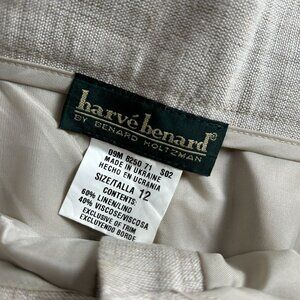 harvé benard®
BY BENARD HOLTZMAN
09M 8250 71 S02
MADE IN UKRAINE
HECHO EN UCRANIA
SIZE/TALLA 12
CONTENTS:
60% LINEN/LINO
40% VISCOSE/VISCOSA
EXCLUSIVE OF TRIM
EXCLUYENDO BORDE